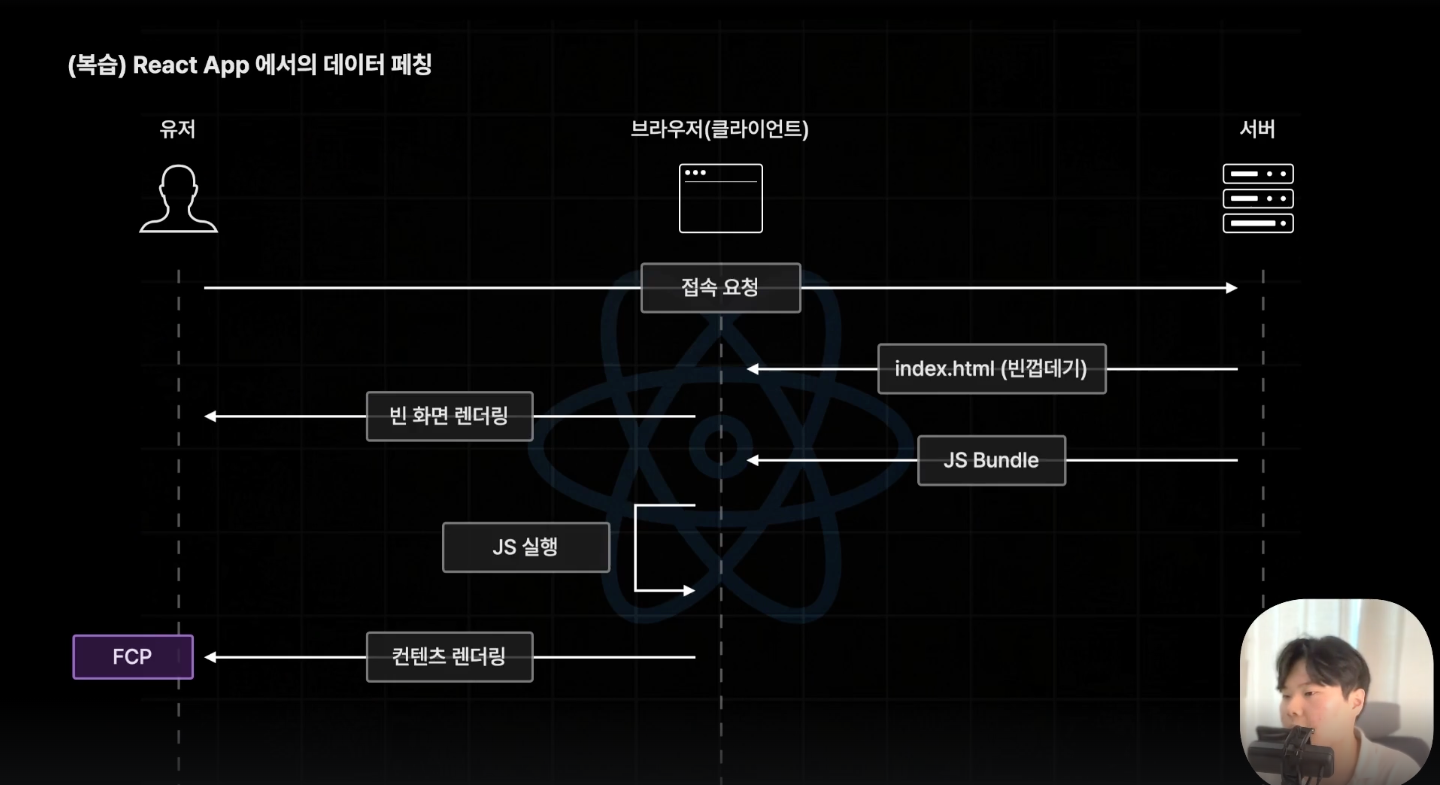 (복습) React App 에서의 데이터 페칭
유저
브라우저(클라이언트)
서버
접속 요청
index.html (빈껍데기)
빈 화면 렌더링
JS Bundle
JS 실행
FCP
컨텐츠 렌더링